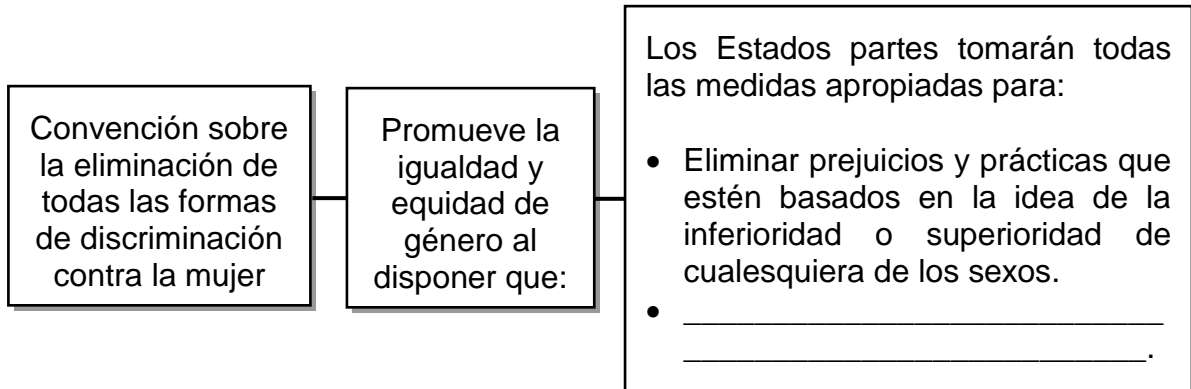 Convención sobre
la eliminación de
todas las formas
de discriminación
contra la mujer
Promueve la
igualdad y
equidad de
género al
disponer que:
Los Estados partes tomarán todas
las medidas apropiadas para:
• Eliminar prejuicios y prácticas que
estén basados en la idea de la
inferioridad o superioridad de
cualesquiera de los sexos.
• ____________________________
___________________________.